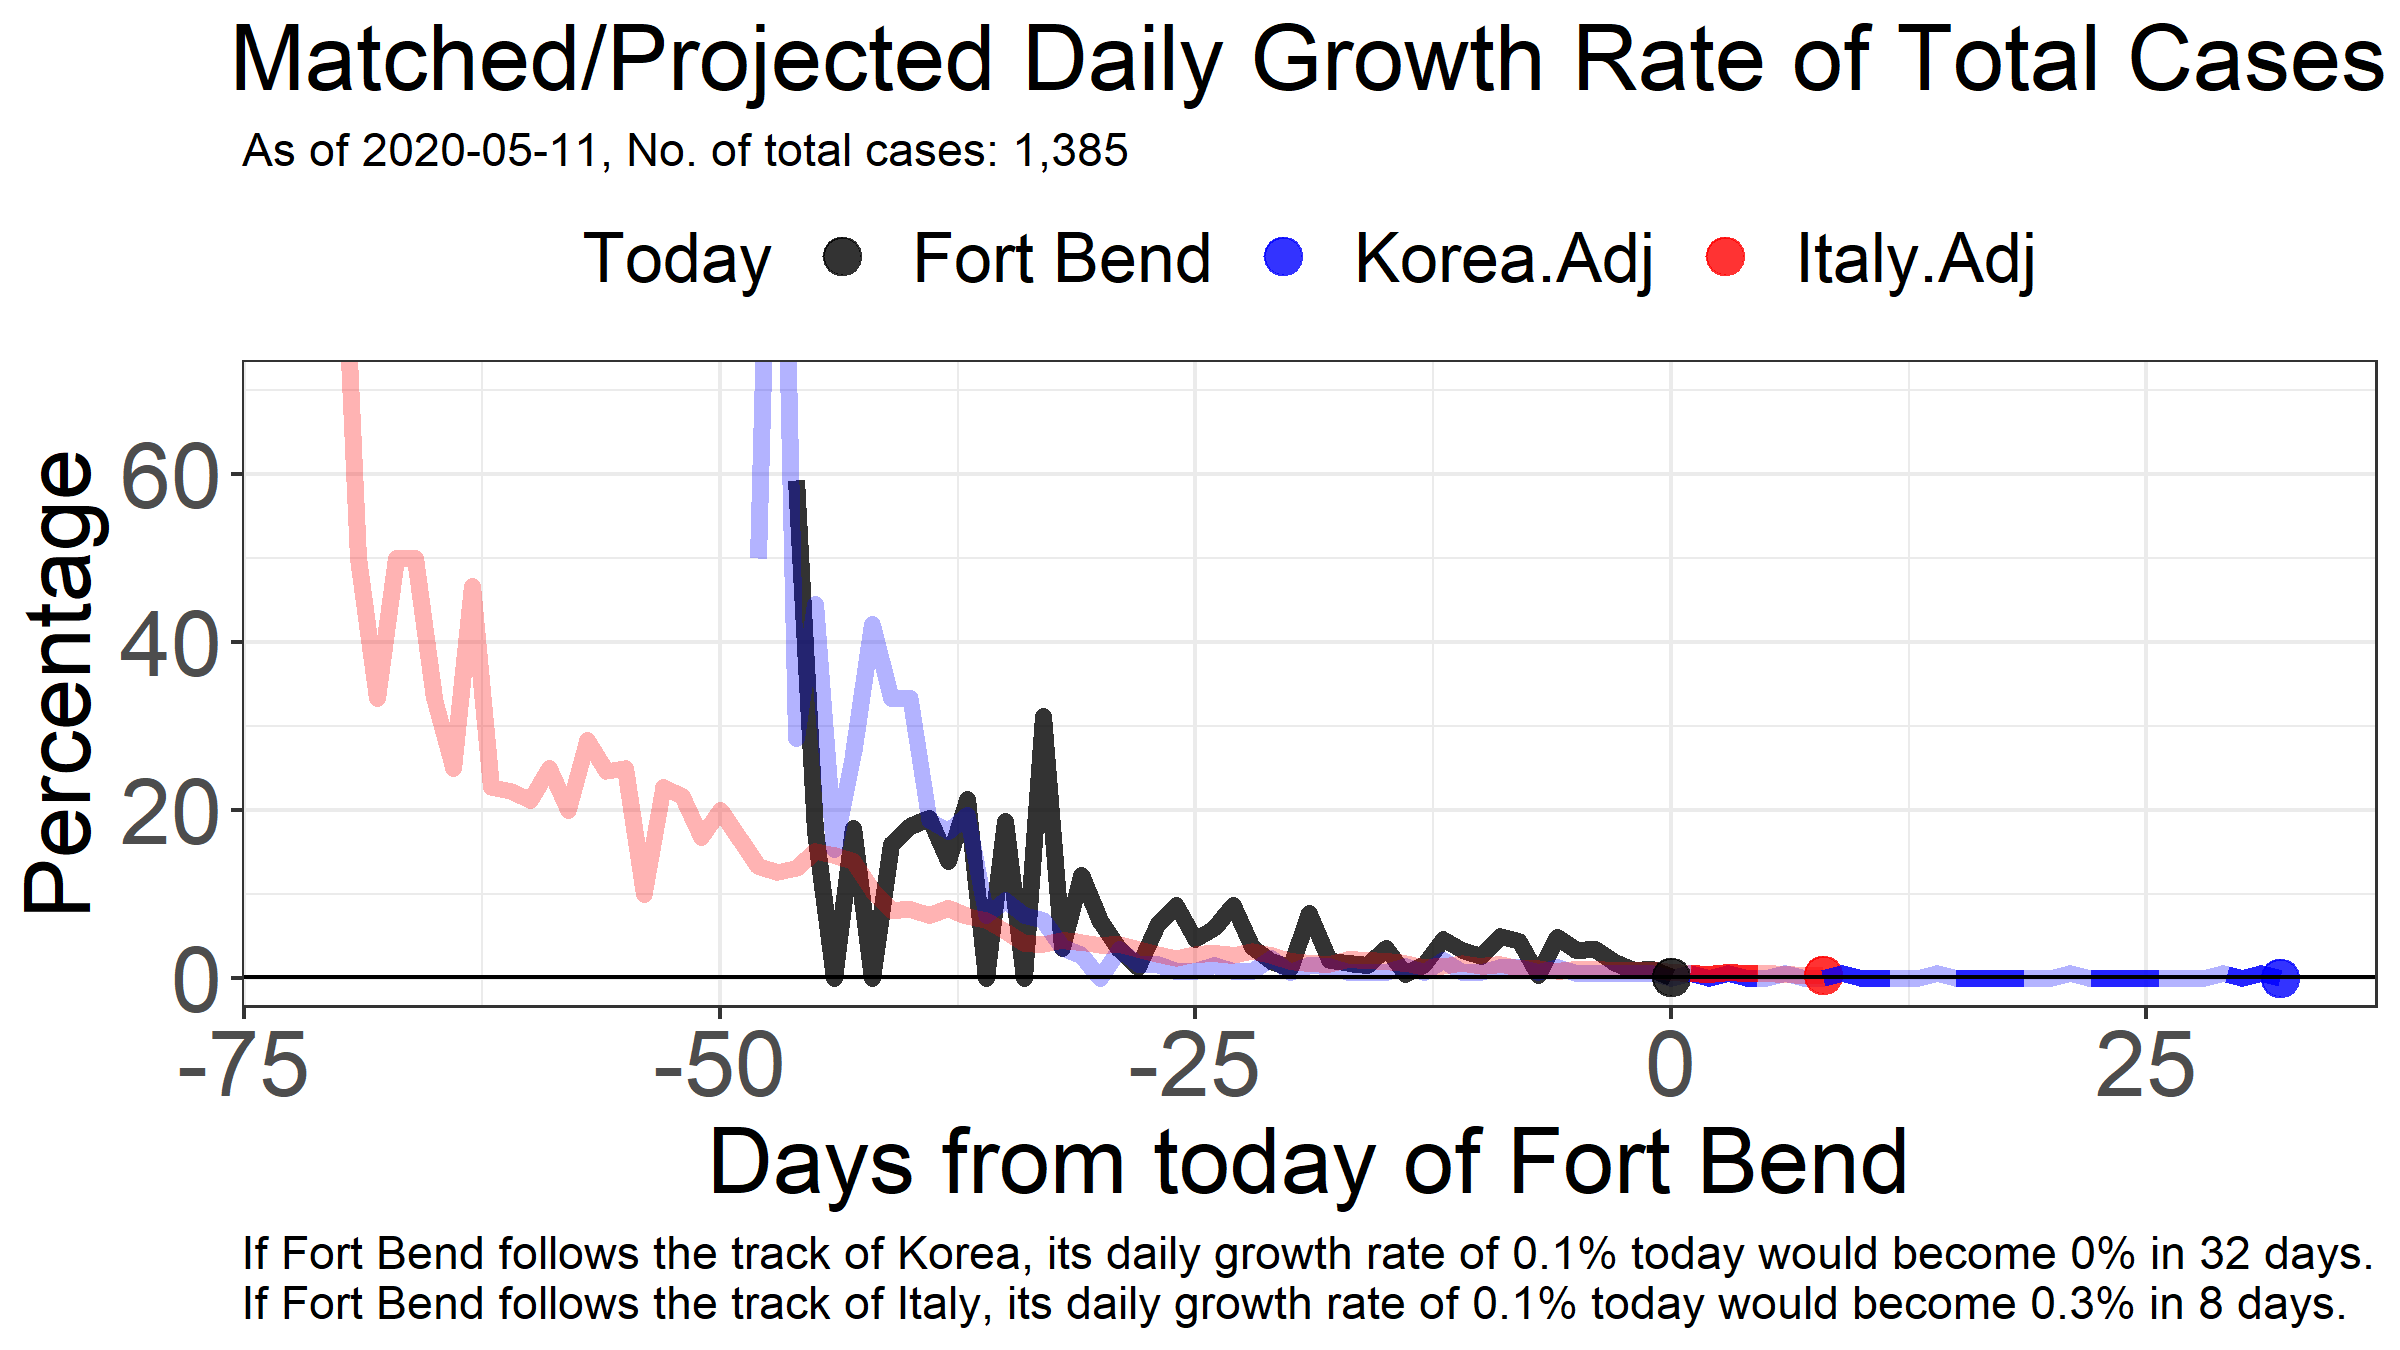 Matched/Projected Daily Growth Rate of Total Cases
As of 2020-05-11, No. of total cases: 1,385
Today Fort Bend Korea.Adj Italy.Adj
Percentage
60
40
20
0
-75 -50 -25 0 25
Days from today of Fort Bend
If Fort Bend follows the track of Korea, its daily growth rate of 0.1% today would become 0% in 32 days.
If Fort Bend follows the track of Italy, its daily growth rate of 0.1% today would become 0.3% in 8 days.